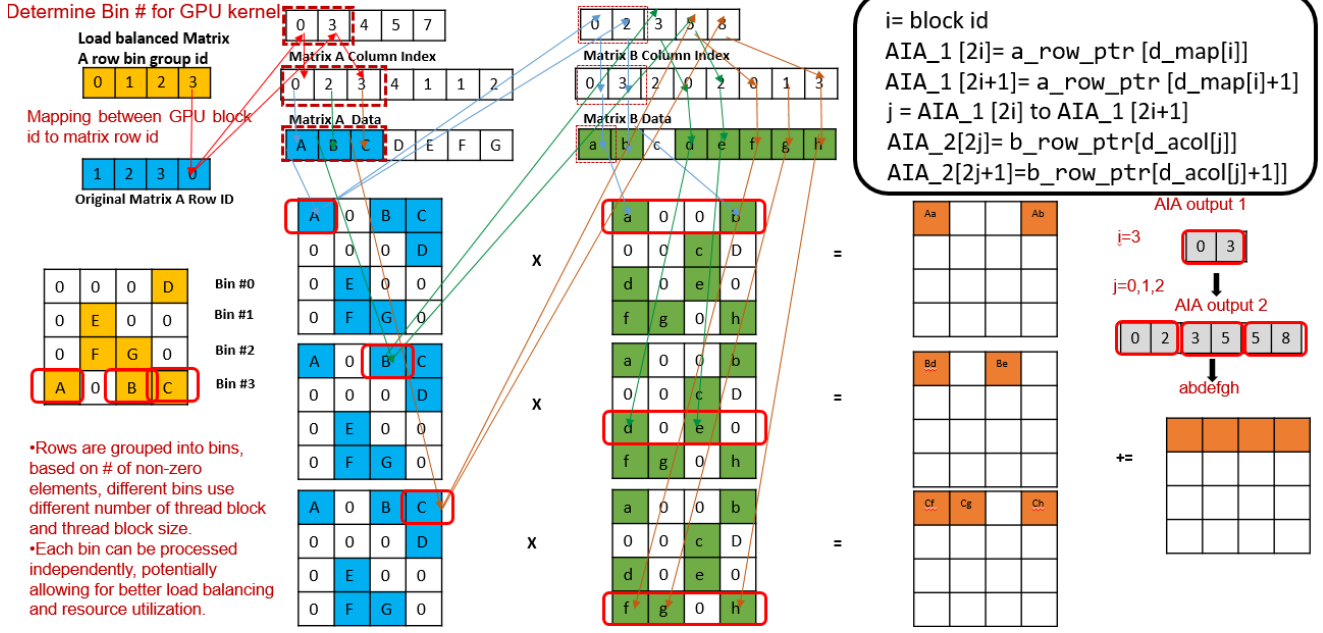 Determine Bin # for GPU kernel
Load balanced Matrix
A row bin group id
0 1 2 3
Mapping between GPU block
id to matrix row id
1 2 3 0
Original Matrix A Row ID
0 3 4 5 7
Matrix A Column Index
0 2 3 4 1 1 2
Matrix A Data
A B C D E F G
0 2 3 5 8
Matrix B Column Index
0 3 2 0 2 0 1 3
Matrix B Data
a b c d e f g h
i= block id
AIA_1 [2i]= a_row_ptr [d_map[i]]
AIA_1 [2i+1]= a_row_ptr [d_map[i]+1]
j = AIA_1 [2i] to AIA_1 [2i+1]
AIA_2[2j]= b_row_ptr[d_acol[j]]
AIA_2[2j+1]=b_row_ptr[d_acol[j]+1]]
0 0 0 D Bin #0
0 E 0 0 Bin #1
0 F G 0 Bin #2
A 0 B C Bin #3
•Rows are grouped into bins,
based on # of non-zero
elements, different bins use
different number of thread block
and thread block size.
•Each bin can be processed
independently, potentially
allowing for better load balancing
and resource utilization.
A 0 B C
0 0 0 D
0 E 0 0
0 F G 0
X
a 0 0 b
0 0 c D
d 0 e 0
f g 0 h
=
Aa Ab
A 0 B C
0 0 0 D
0 E 0 0
0 F G 0
X
a 0 0 b
0 0 c D
d 0 e 0
f g 0 h
=
Bd Be
A 0 B C
0 0 0 D
0 E 0 0
0 F G 0
X
a 0 0 b
0 0 c D
d 0 e 0
f g 0 h
=
Cf Cg Ch
AIA output 1
i=3
0 3
j=0,1,2
AIA output 2
0 2 3 5 5 8
abdefgh
+=